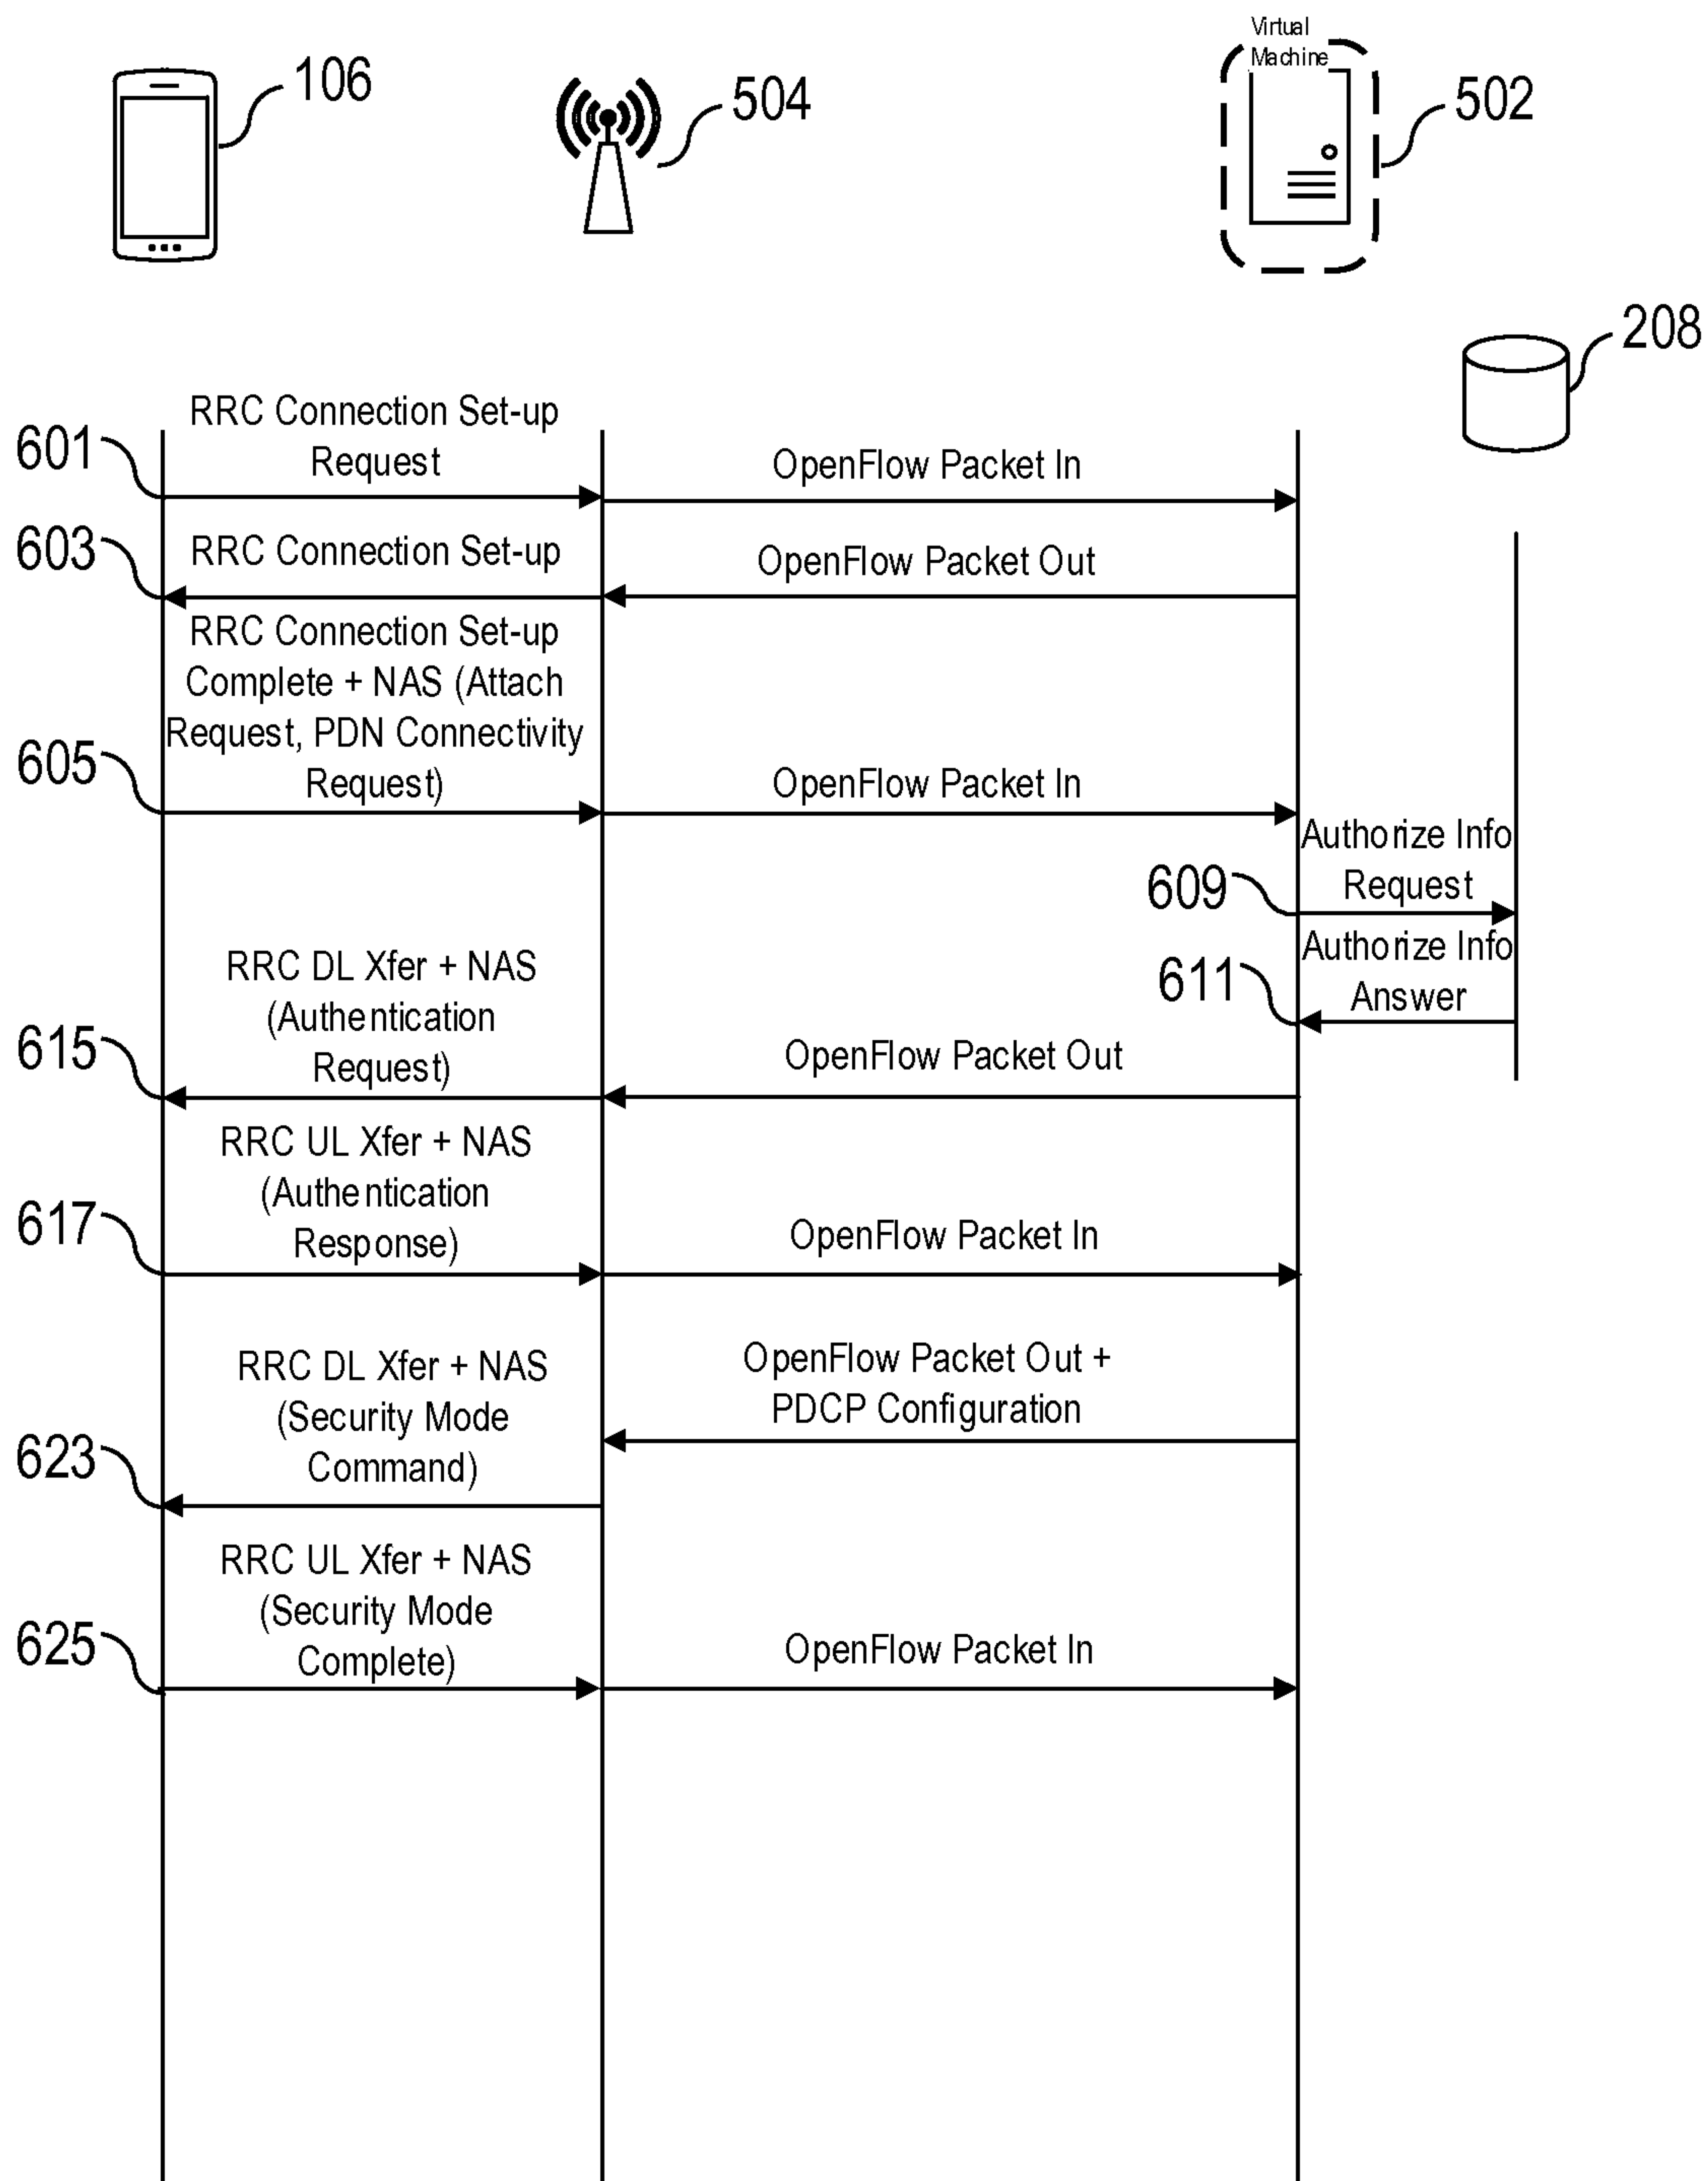 Virtual
Machine
106
504
502
208
RRC Connection Set-up
Request
601
OpenFlow Packet In
603
RRC Connection Set-up
OpenFlow Packet Out
RRC Connection Set-up
Complete + NAS (Attach
Request, PDN Connectivity
Request)
605
OpenFlow Packet In
Authorize Info
Request
609
Authorize Info
Answer
611
RRC DL Xfer + NAS
(Authentication
Request)
615
OpenFlow Packet Out
RRC UL Xfer + NAS
(Authentication
Response)
617
OpenFlow Packet In
OpenFlow Packet Out +
PDCP Configuration
RRC DL Xfer + NAS
(Security Mode
Command)
623
RRC UL Xfer + NAS
(Security Mode
Complete)
625
OpenFlow Packet In